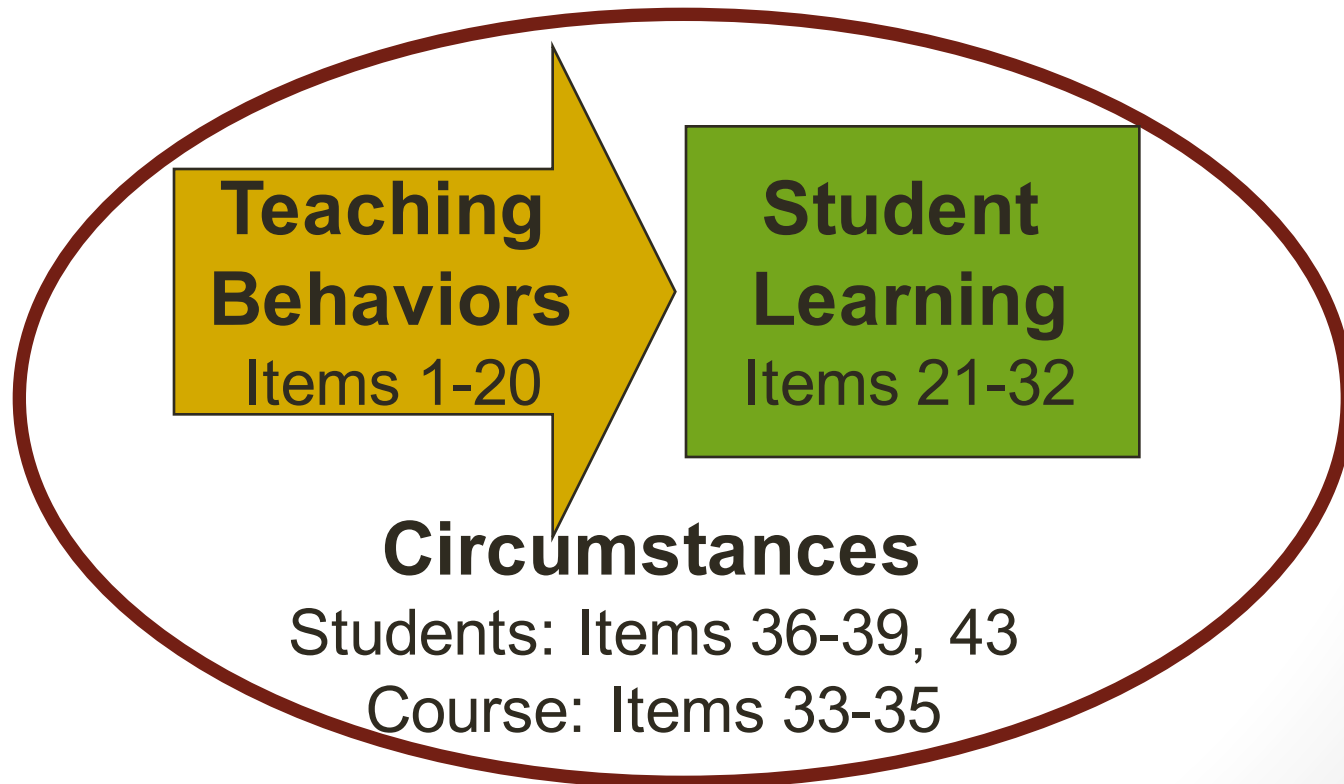 Teaching
Behaviors
Items 1-20
Student
Learning
Items 21-32
Circumstances
Students: Items 36-39, 43
Course: Items 33-35